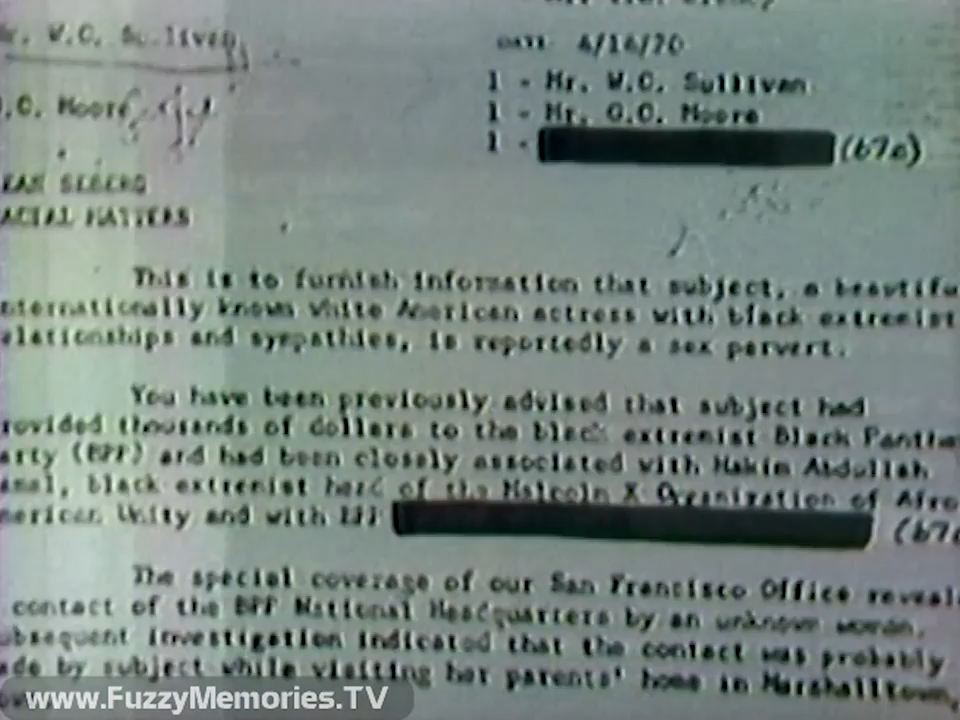 Mr. W.C. Sullivan
DATE 4/16/70
1 - Mr. W.C. Sullivan
.C. Moore
1 - Mr. G.C. Moore
1 - (b7c)
EAN SEBERG
ACIAL MATTERS
This is to furnish information that subject, a beautifu
nternationally known white American actress with black extremist
elationships and sympathies, is reportedly a sex pervert.
You have been previously advised that subject had
rovided thousands of dollars to the black extremist Black Panthe
arty (BPP) and had been closely associated with Hakim Abdullah
amal, black extremist head of the Malcolm X Organization of Afro
merican Unity and with BPP (b7c
The special coverage of our San Francisco Office reveal
contact of the BPP National Headquarters by an unknown woman.
ubsequent investigation indicated that the contact was probably
ade by subject while visiting her parents' home in Marshalltown,
www.FuzzyMemories.TV